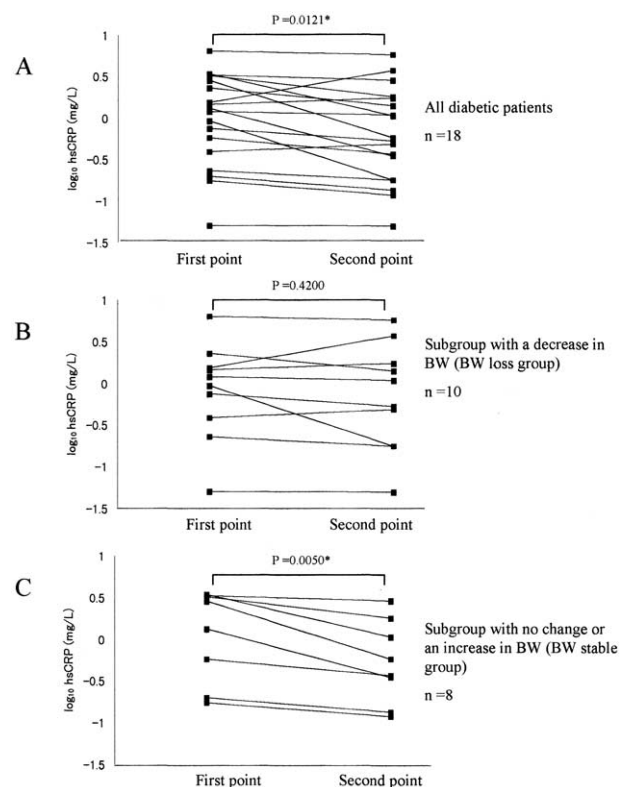 P =0.0121*
A
1
0.5
0
−0.5
−1
−1.5
log₁₀ hsCRP (mg/L)
First point
Second point
All diabetic patients
n =18
P =0.4200
B
1
0.5
0
−0.5
−1
−1.5
log₁₀ hsCRP (mg/L)
First point
Second point
Subgroup with a decrease in
BW (BW loss group)
n =10
P =0.0050*
C
1
0.5
0
−0.5
−1
−1.5
log₁₀ hsCRP (mg/L)
First point
Second point
Subgroup with no change or
an increase in BW (BW stable
group)
n =8